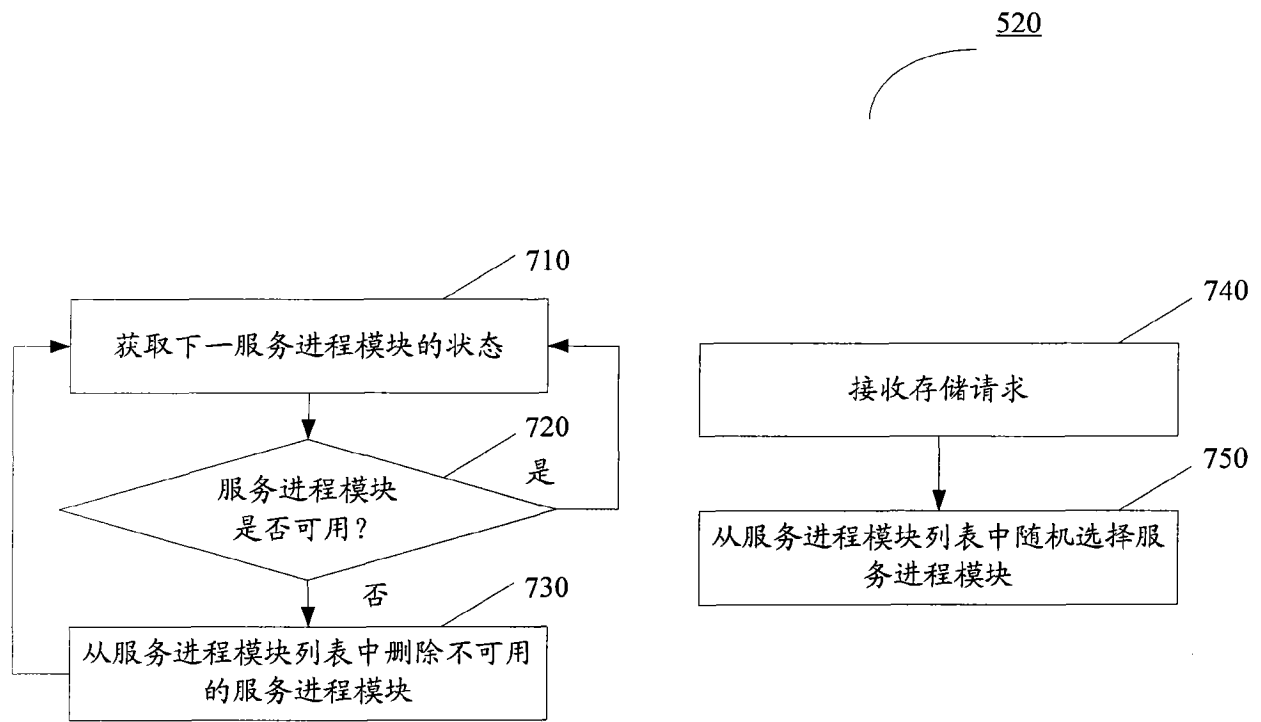 520
710
获取下一服务进程模块的状态
720
服务进程模块
是否可用？
是
否
730
从服务进程模块列表中删除不可用
的服务进程模块
740
接收存储请求
750
从服务进程模块列表中随机选择服
务进程模块